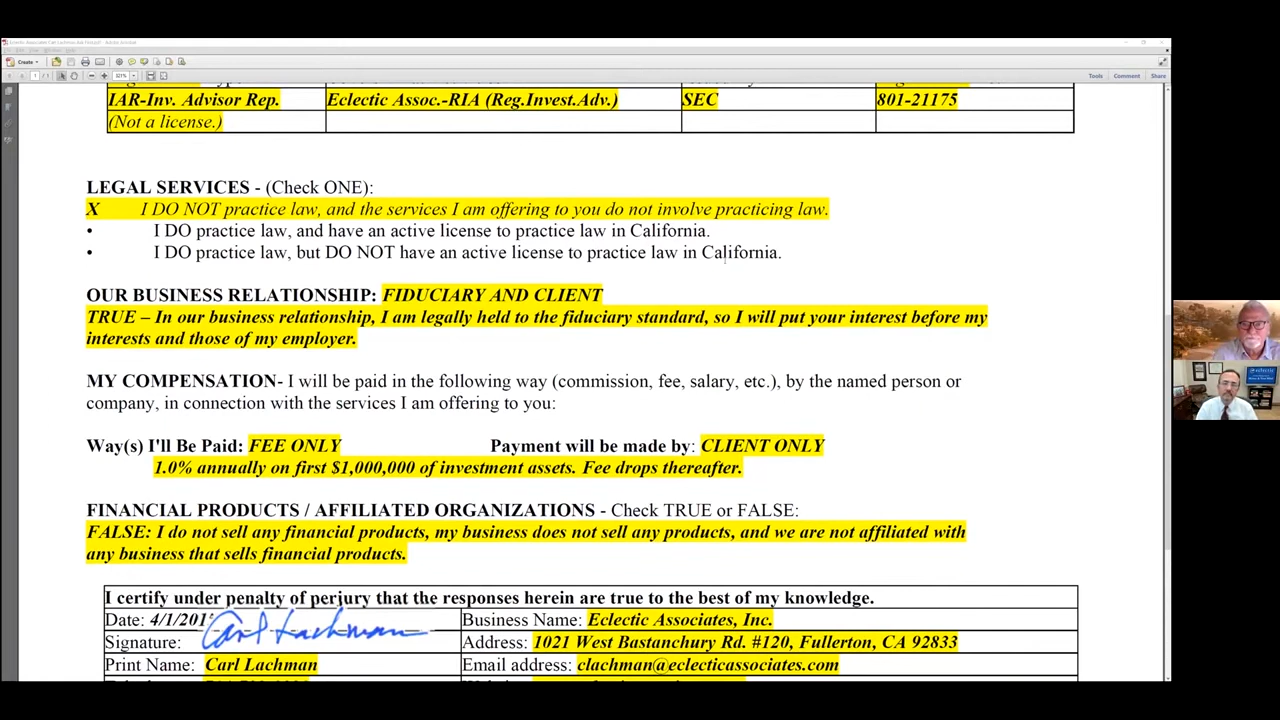 Create
1 / 1
Tools Comment Share
IAR-Inv. Advisor Rep. Eclectic Assoc.-RIA (Reg.Invest.Adv.) SEC 801-21175
(Not a license.)
LEGAL SERVICES - (Check ONE):
X I DO NOT practice law, and the services I am offering to you do not involve practicing law.
• I DO practice law, and have an active license to practice law in California.
• I DO practice law, but DO NOT have an active license to practice law in California.
OUR BUSINESS RELATIONSHIP: FIDUCIARY AND CLIENT
TRUE – In our business relationship, I am legally held to the fiduciary standard, so I will put your interest before my
interests and those of my employer.
MY COMPENSATION- I will be paid in the following way (commission, fee, salary, etc.), by the named person or
company, in connection with the services I am offering to you:
Way(s) I'll Be Paid: FEE ONLY Payment will be made by: CLIENT ONLY
1.0% annually on first $1,000,000 of investment assets. Fee drops thereafter.
FINANCIAL PRODUCTS / AFFILIATED ORGANIZATIONS - Check TRUE or FALSE:
FALSE: I do not sell any financial products, my business does not sell any products, and we are not affiliated with
any business that sells financial products.
I certify under penalty of perjury that the responses herein are true to the best of my knowledge.
Date: 4/1/201 Business Name: Eclectic Associates, Inc.
Signature: Carl Lachman Address: 1021 West Bastanchury Rd. #120, Fullerton, CA 92833
Print Name: Carl Lachman Email address: clachman@eclecticassociates.com